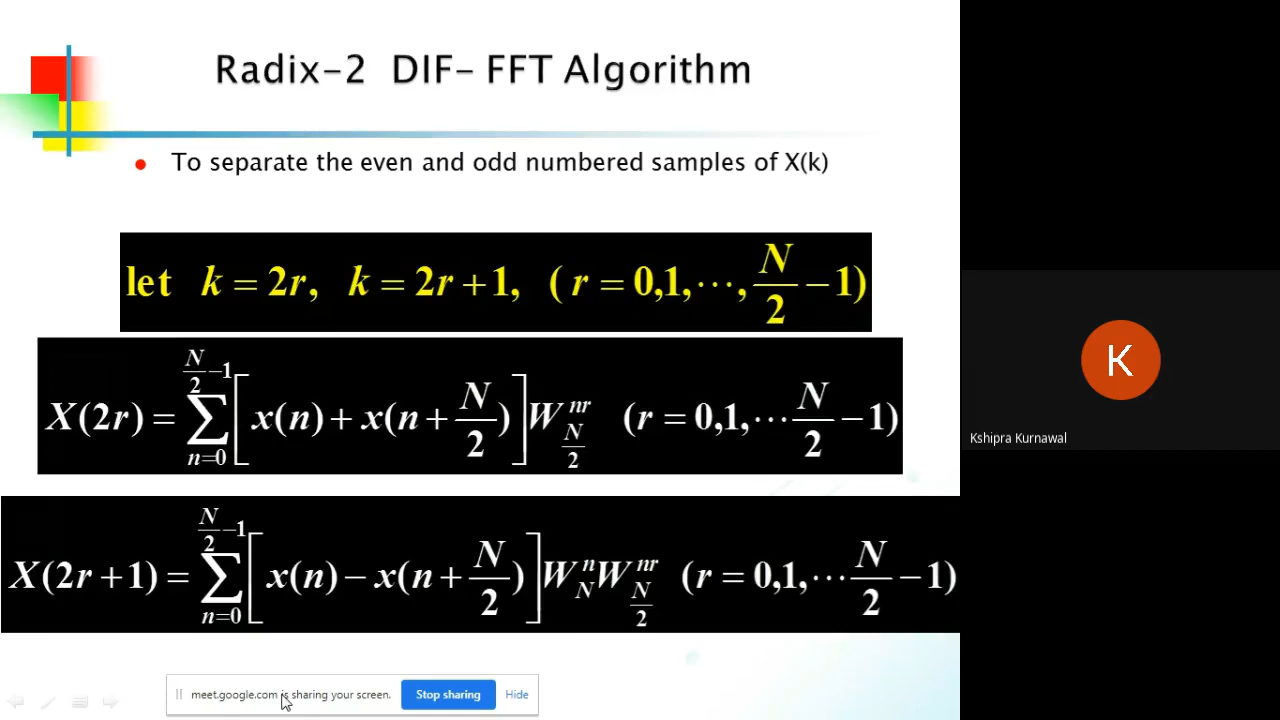 Radix-2 DIF- FFT Algorithm
• To separate the even and odd numbered samples of X(k)
let k = 2r, k = 2r + 1, ( r = 0,1,⋯, N/2 − 1)
X(2r) = ∑_{n=0}^{N/2 −1} [ x(n) + x(n + N/2) ] W_{N/2}^{nr} (r = 0,1,⋯ N/2 − 1)
X(2r + 1) = ∑_{n=0}^{N/2 −1} [ x(n) − x(n + N/2) ] W_N^n W_{N/2}^{nr} (r = 0,1,⋯ N/2 − 1)
K
Kshipra Kurnawal
meet.google.com is sharing your screen. Stop sharing Hide